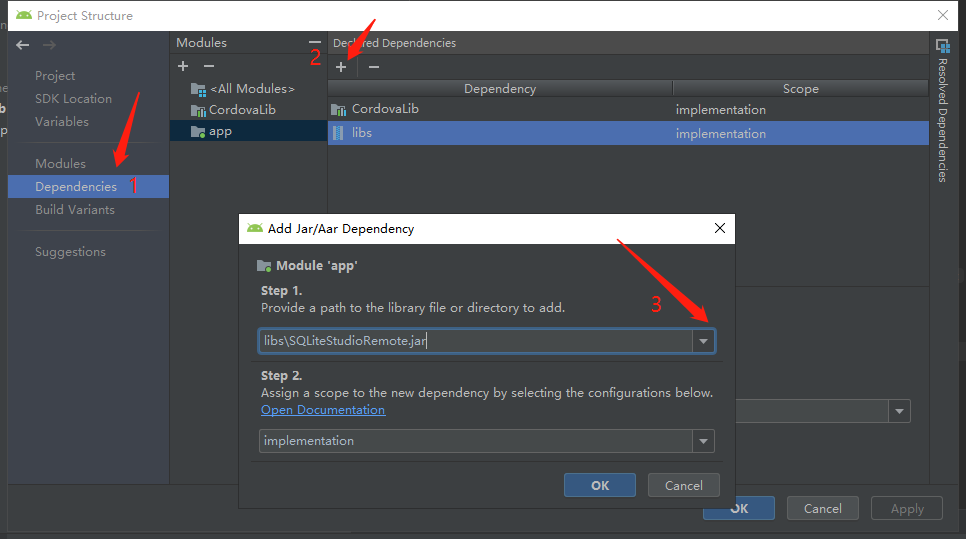 Project Structure
Project
SDK Location
Variables
Modules
Dependencies
1
Build Variants
Suggestions
Modules
2
<All Modules>
CordovaLib
app
Declared Dependencies
Dependency Scope
CordovaLib implementation
libs implementation
Resolved Dependencies
Add Jar/Aar Dependency
Module 'app'
Step 1.
Provide a path to the library file or directory to add.
3
libs\SQLiteStudioRemote.jar
Step 2.
Assign a scope to the new dependency by selecting the configurations below.
Open Documentation
implementation
OK Cancel
OK Cancel Apply